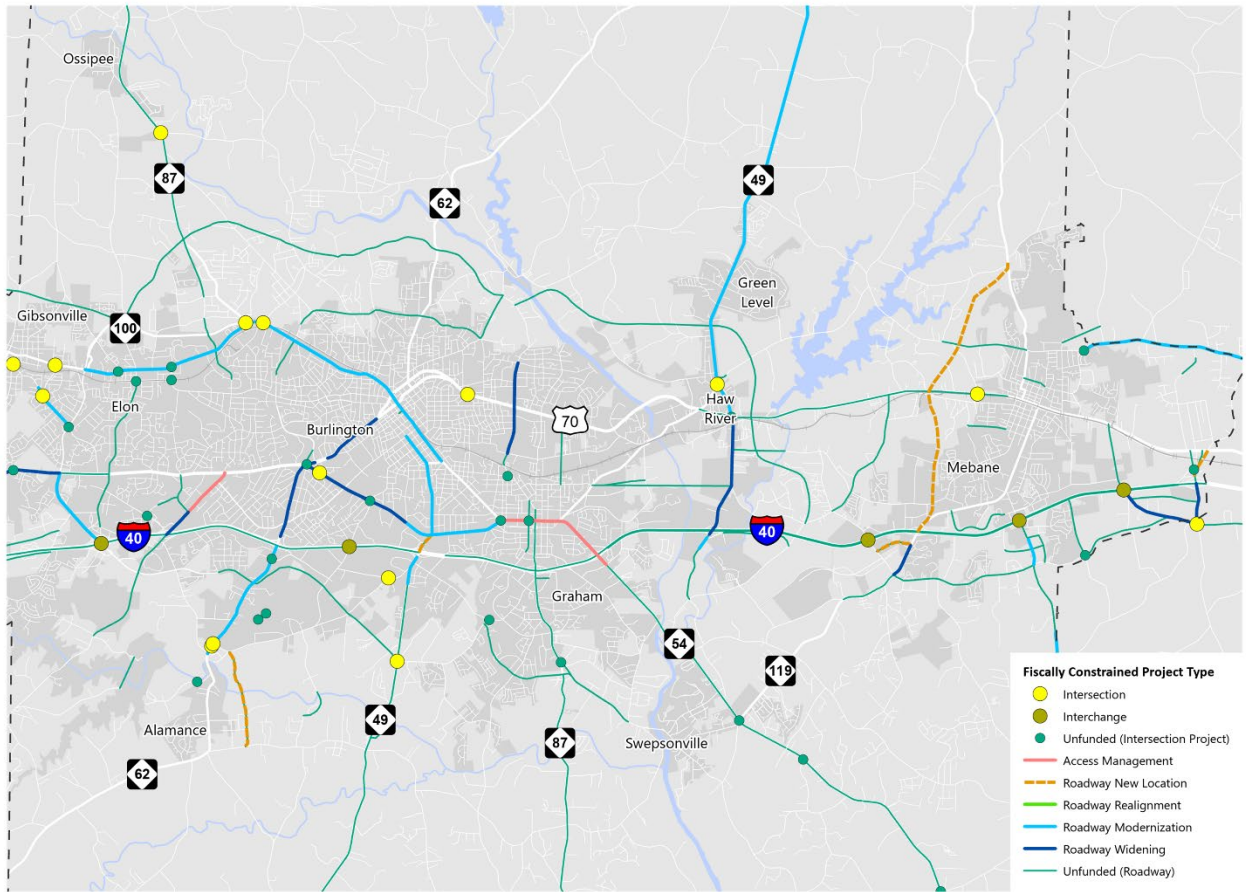 Ossipee
87
62
49
Green
Level
Gibsonville
100
Elon
Burlington
70
Haw
River
Mebane
40
40
Graham
54
119
Alamance
49
87
Swepsonville
62
Fiscally Constrained Project Type
Intersection
Interchange
Unfunded (Intersection Project)
Access Management
Roadway New Location
Roadway Realignment
Roadway Modernization
Roadway Widening
Unfunded (Roadway)